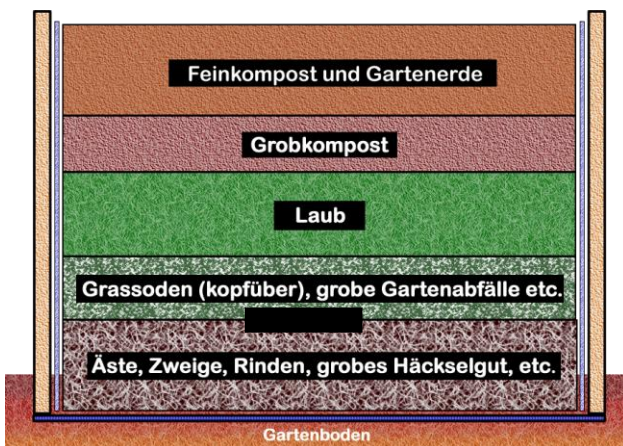 Feinkompost und Gartenerde
Grobkompost
Laub
Grassoden (kopfüber), grobe Gartenabfälle etc.
Äste, Zweige, Rinden, grobes Häckselgut, etc.
Gartenboden